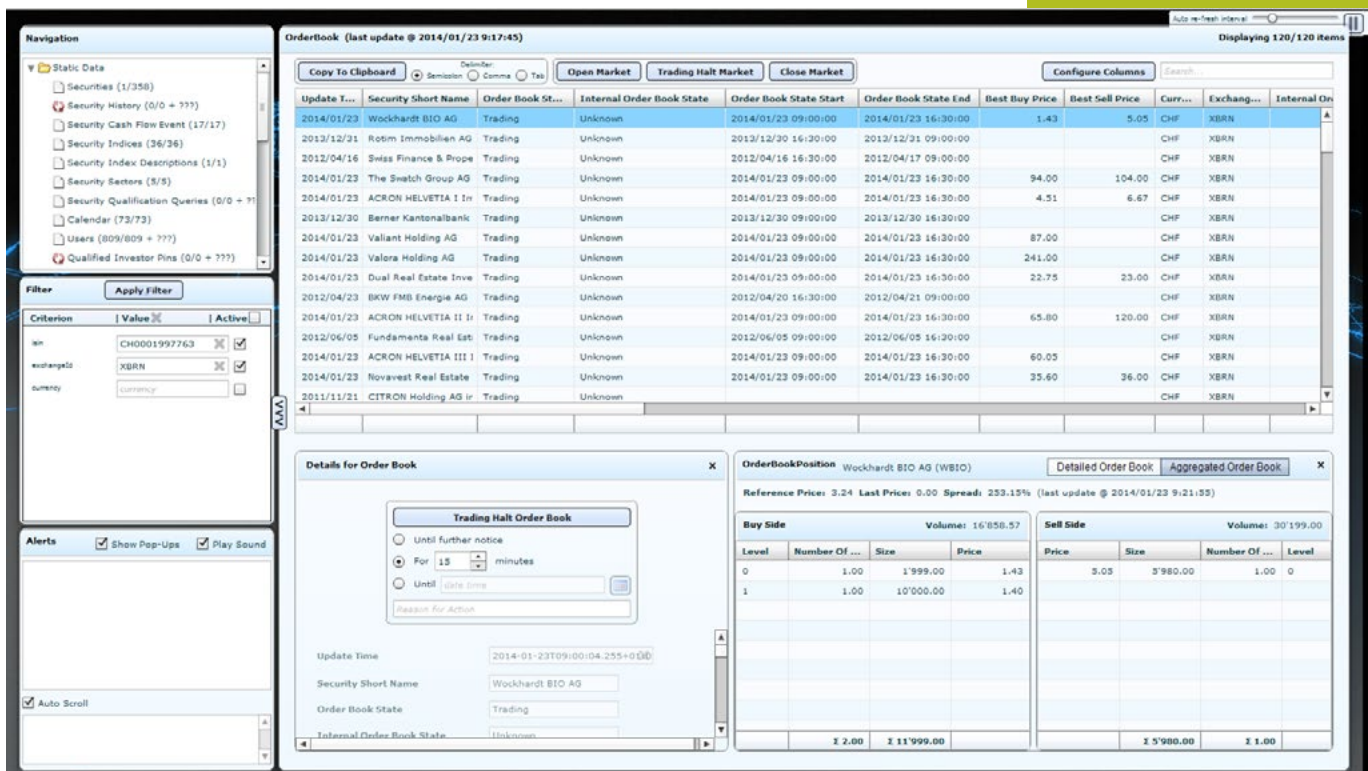 Auto re-fresh interval
Navigation
OrderBook (last update @ 2014/01/23 9:17:45)
Displaying 120/120 items
Static Data
Securities (1/358)
Security History (0/0 + ???)
Security Cash Flow Event (17/17)
Security Indices (36/36)
Security Index Descriptions (1/1)
Security Sectors (5/5)
Security Qualification Queries (0/0 + ??
Calendar (73/73)
Users (809/809 + ???)
Qualified Investor Pins (0/0 + ???)
Copy To Clipboard
Delimiter:
Semission Comma Tab
Open Market Trading Halt Market Close Market
Configure Columns Search...
Update T... Security Short Name Order Book St... Internal Order Book State Order Book State Start Order Book State End Best Buy Price Best Sell Price Curr... Exchang... Internal Or
2014/01/23 Wockhardt BIO AG Trading Unknown 2014/01/23 09:00:00 2014/01/23 16:30:00 1.43 5.05 CHF XBRN
2013/12/31 Rotim Immobilien AG Trading Unknown 2013/12/30 16:30:00 2013/12/31 09:00:00 CHF XBRN
2012/04/16 Swiss Finance & Prope Trading Unknown 2012/04/16 16:30:00 2012/04/17 09:00:00 CHF XBRN
2014/01/23 The Swatch Group AG Trading Unknown 2014/01/23 09:00:00 2014/01/23 16:30:00 94.00 104.00 CHF XBRN
2014/01/23 ACRON HELVETIA I Im Trading Unknown 2014/01/23 09:00:00 2014/01/23 16:30:00 4.51 6.67 CHF XBRN
2013/12/30 Berner Kantonalbank Trading Unknown 2013/12/30 09:00:00 2013/12/30 16:30:00 CHF XBRN
2014/01/23 Valiant Holding AG Trading Unknown 2014/01/23 09:00:00 2014/01/23 16:30:00 87.00 CHF XBRN
2014/01/23 Valora Holding AG Trading Unknown 2014/01/23 09:00:00 2014/01/23 16:30:00 241.00 CHF XBRN
2014/01/23 Dual Real Estate Inve Trading Unknown 2014/01/23 09:00:00 2014/01/23 16:30:00 22.75 23.00 CHF XBRN
2012/04/23 BKW FMB Energie AG Trading Unknown 2012/04/20 16:30:00 2012/04/21 09:00:00 CHF XBRN
2014/01/23 ACRON HELVETIA II Ir Trading Unknown 2014/01/23 09:00:00 2014/01/23 16:30:00 65.80 120.00 CHF XBRN
2012/06/05 Fundamenta Real Est Trading Unknown 2012/06/05 09:00:00 2012/06/05 16:30:00 CHF XBRN
2014/01/23 ACRON HELVETIA III I Trading Unknown 2014/01/23 09:00:00 2014/01/23 16:30:00 60.05 CHF XBRN
2014/01/23 Novavest Real Estate Trading Unknown 2014/01/23 09:00:00 2014/01/23 16:30:00 35.60 36.00 CHF XBRN
2011/11/21 CITRON Holding AG ir Trading Unknown CHF XBRN
Filter Apply Filter
Criterion | Value | Active
isin CH0001997763
exchangeId XBRN
currency currency
Alerts Show Pop-Ups Play Sound
Auto Scroll
Details for Order Book x
Trading Halt Order Book
Until further notice
For 15 minutes
Until date time
Reason for Action
Update Time 2014-01-23T09:00:04.255+01:00
Security Short Name Wockhardt BIO AG
Order Book State Trading
Internal Order Book State Unknown
OrderBookPosition Wockhardt BIO AG (WBIO) Detailed Order Book Aggregated Order Book x
Reference Price: 3.24 Last Price: 0.00 Spread: 253.15% (last update @ 2014/01/23 9:21:55)
Buy Side Volume: 16'858.57
Level Number Of ... Size Price
0 1.00 1'999.00 1.43
1 1.00 10'000.00 1.40
Σ 2.00 Σ 11'999.00
Sell Side Volume: 30'199.00
Price Size Number Of ... Level
5.05 5'980.00 1.00 0
Σ 5'980.00 Σ 1.00